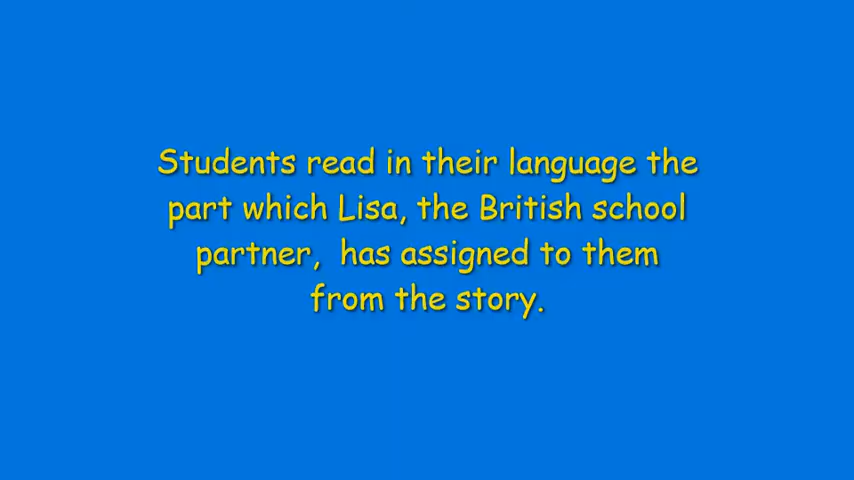 Students read in their language the
part which Lisa, the British school
partner,  has assigned to them
from the story.